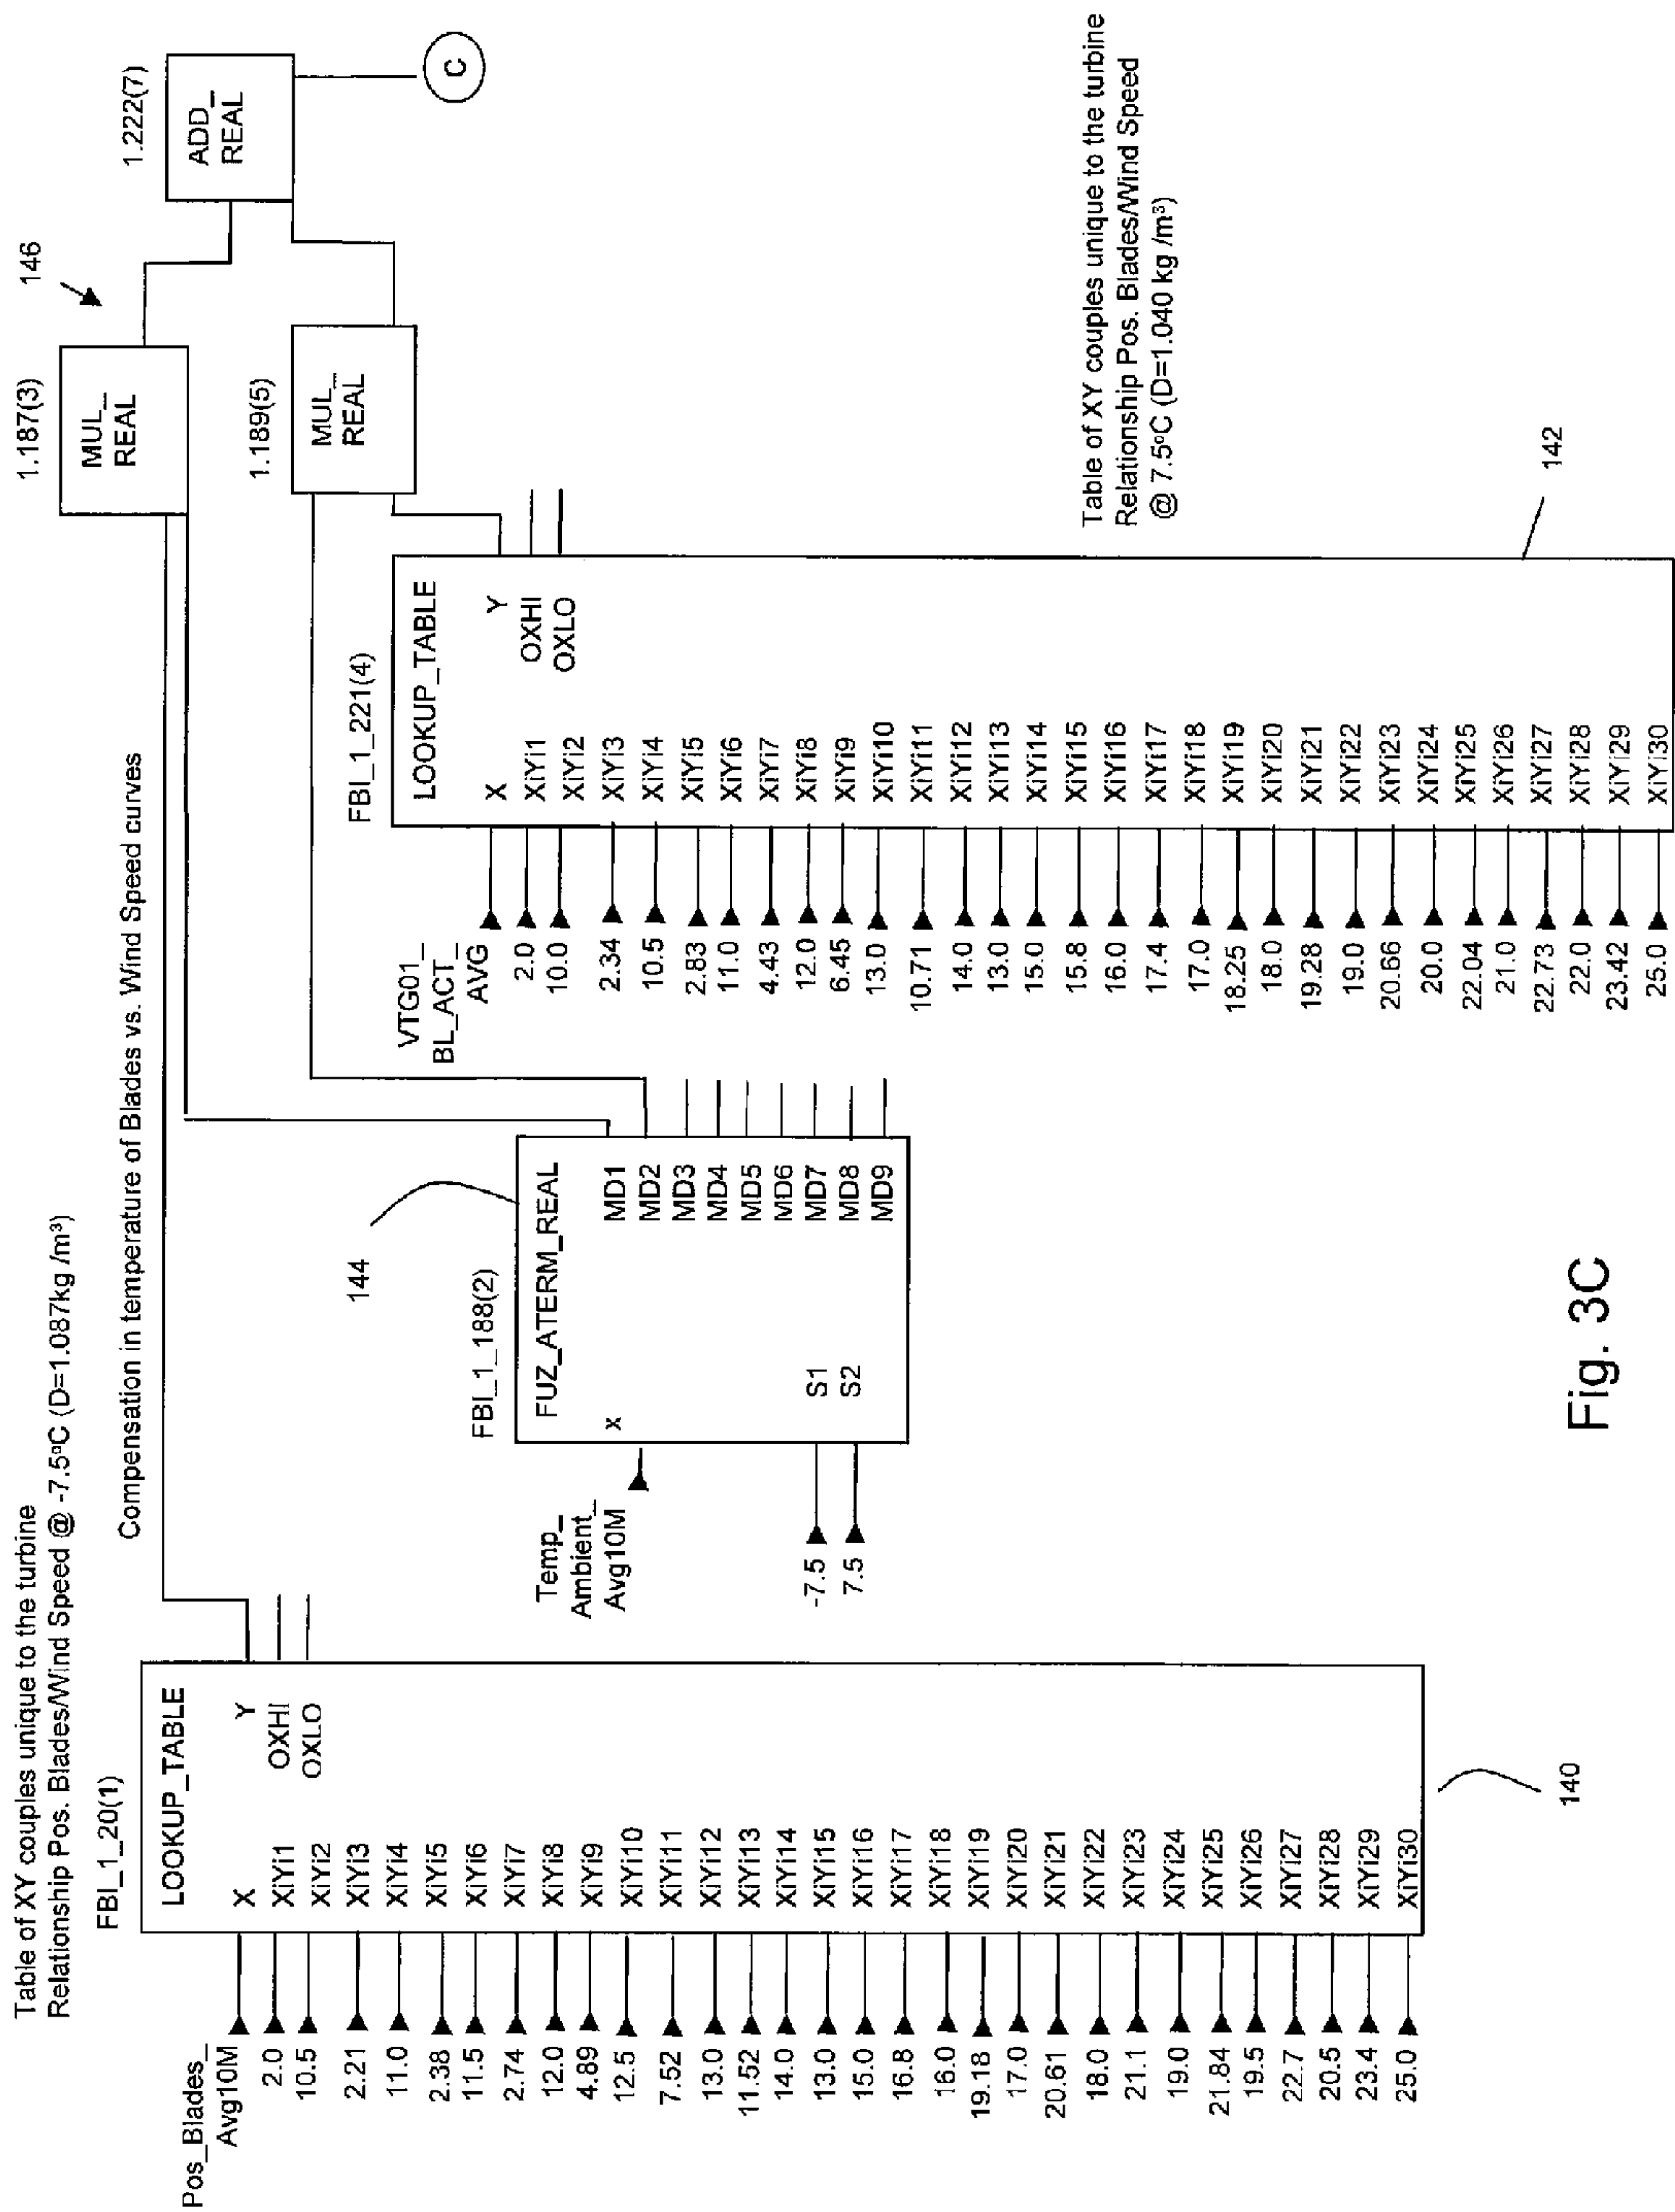 Table of XY couples unique to the turbine
Relationship Pos. Blades/Wind Speed @ -7.5ºC (D=1.087kg /m³)
Compensation in temperature of Blades vs. Wind Speed curves
FBI_1_20(1)
LOOKUP_TABLE
Pos_Blades_
Avg10M X Y
2.0 XiYi1 OXHI
10.5 XiYi2 OXLO
2.21 XiYi3
11.0 XiYi4
2.38 XiYi5
11.5 XiYi6
2.74 XiYi7
12.0 XiYi8
4.89 XiYi9
12.5 XiYi10
7.52 XiYi11
13.0 XiYi12
11.52 XiYi13
14.0 XiYi14
13.0 XiYi15
15.0 XiYi16
16.8 XiYi17
16.0 XiYi18
19.18 XiYi19
17.0 XiYi20
20.61 XiYi21
18.0 XiYi22
21.1 XiYi23
19.0 XiYi24
21.84 XiYi25
19.5 XiYi26
22.7 XiYi27
20.5 XiYi28
23.4 XiYi29
25.0 XiYi30
140
144
FBI_1_188(2)
FUZ_ATERM_REAL
Temp_
Ambient_
Avg10M
x MD1
MD2
MD3
MD4
MD5
MD6
-7.5 S1 MD7
7.5 S2 MD8
MD9
FBI_1_221(4)
LOOKUP_TABLE
VTG01_
BL_ACT_
AVG X Y
2.0 XiYi1 OXHI
10.0 XiYi2 OXLO
2.34 XiYi3
10.5 XiYi4
2.83 XiYi5
11.0 XiYi6
4.43 XiYi7
12.0 XiYi8
6.45 XiYi9
13.0 XiYi10
10.71 XiYi11
14.0 XiYi12
13.0 XiYi13
15.0 XiYi14
15.8 XiYi15
16.0 XiYi16
17.4 XiYi17
17.0 XiYi18
18.25 XiYi19
18.0 XiYi20
19.28 XiYi21
19.0 XiYi22
20.66 XiYi23
20.0 XiYi24
22.04 XiYi25
21.0 XiYi26
22.73 XiYi27
22.0 XiYi28
23.42 XiYi29
25.0 XiYi30
142
Table of XY couples unique to the turbine
Relationship Pos. Blades/Wind Speed
@ 7.5ºC (D=1.040 kg /m³)
1.187(3)
MUL_
REAL
146
1.189(5)
MUL_
REAL
1.222(7)
ADD_
REAL
C
Fig. 3C